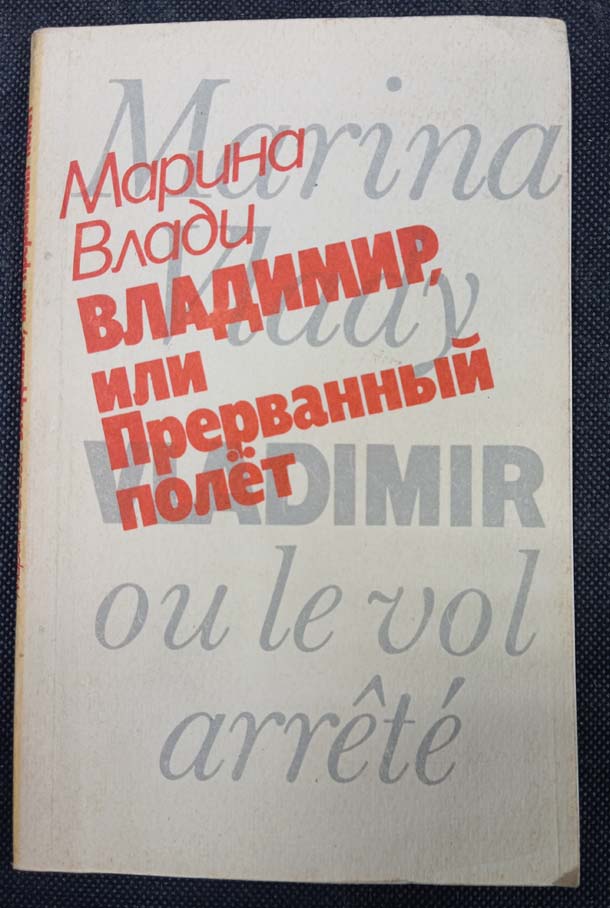 Марина
Влади
ВЛАДИМИР,
или
Прерванный
полёт
Marina
Vlady
VLADIMIR
ou le vol
arrêté